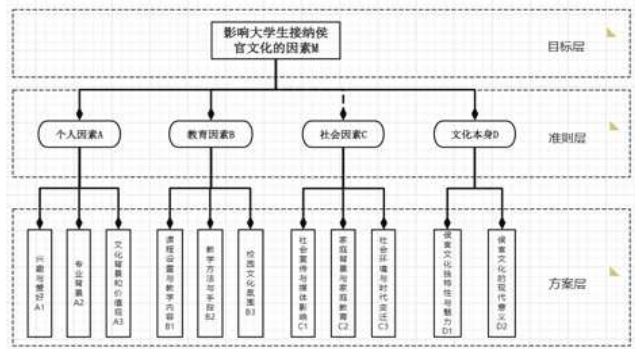 影响大学生接纳侯
官文化的因素M
目标层
个人因素A
教育因素B
社会因素C
文化本身D
准则层
兴趣与爱好A1
专业背景A2
文化背景和价值观A3
课程设置与教学内容B1
教学方法与手段B2
校园文化氛围B3
社会宣传与媒体影响C1
家庭背景与家庭教育C2
社会环境与时代变迁C3
侯官文化独特性与魅力D1
侯官文化的现代意义D2
方案层